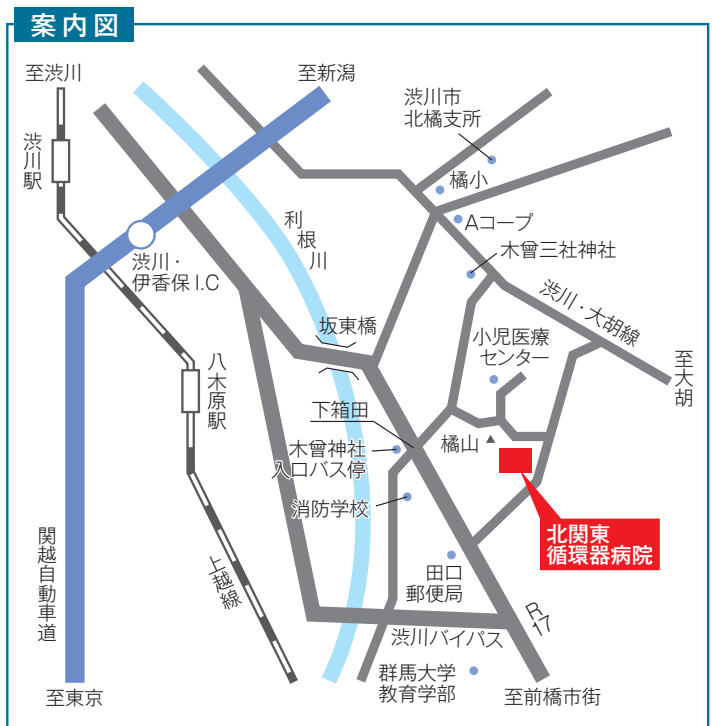 案内図
至渋川
至新潟
渋川市
北橘支所
渋川駅
橘小
Aコープ
利根川
木曾三社神社
渋川・
伊香保I.C
渋川・大胡線
坂東橋
小児医療
センター
至大胡
八木原駅
下箱田
木曾神社
入口バス停
橘山
消防学校
北関東
循環器病院
関越自動車道
上越線
田口
郵便局
R17
渋川バイパス
群馬大学
教育学部
至東京
至前橋市街